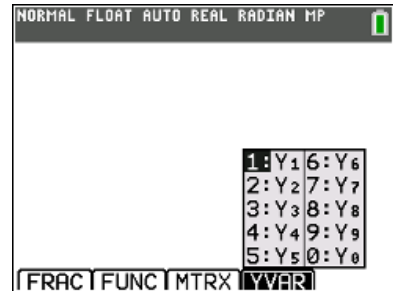 NORMAL FLOAT AUTO REAL RADIAN MP
1:Y₁ 6:Y₆
2:Y₂ 7:Y₇
3:Y₃ 8:Y₈
4:Y₄ 9:Y₉
5:Y₅ 0:Y₀
FRAC FUNC MTRX YVAR